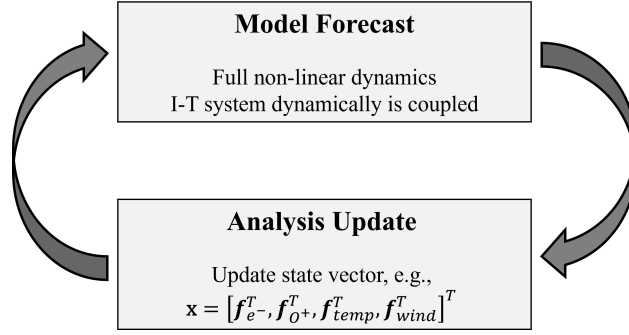 Model Forecast
Full non-linear dynamics
I-T system dynamically is coupled
Analysis Update
Update state vector, e.g.,
x = [f_{e^-}^T, f_{O^+}^T, f_{temp}^T, f_{wind}^T]^T